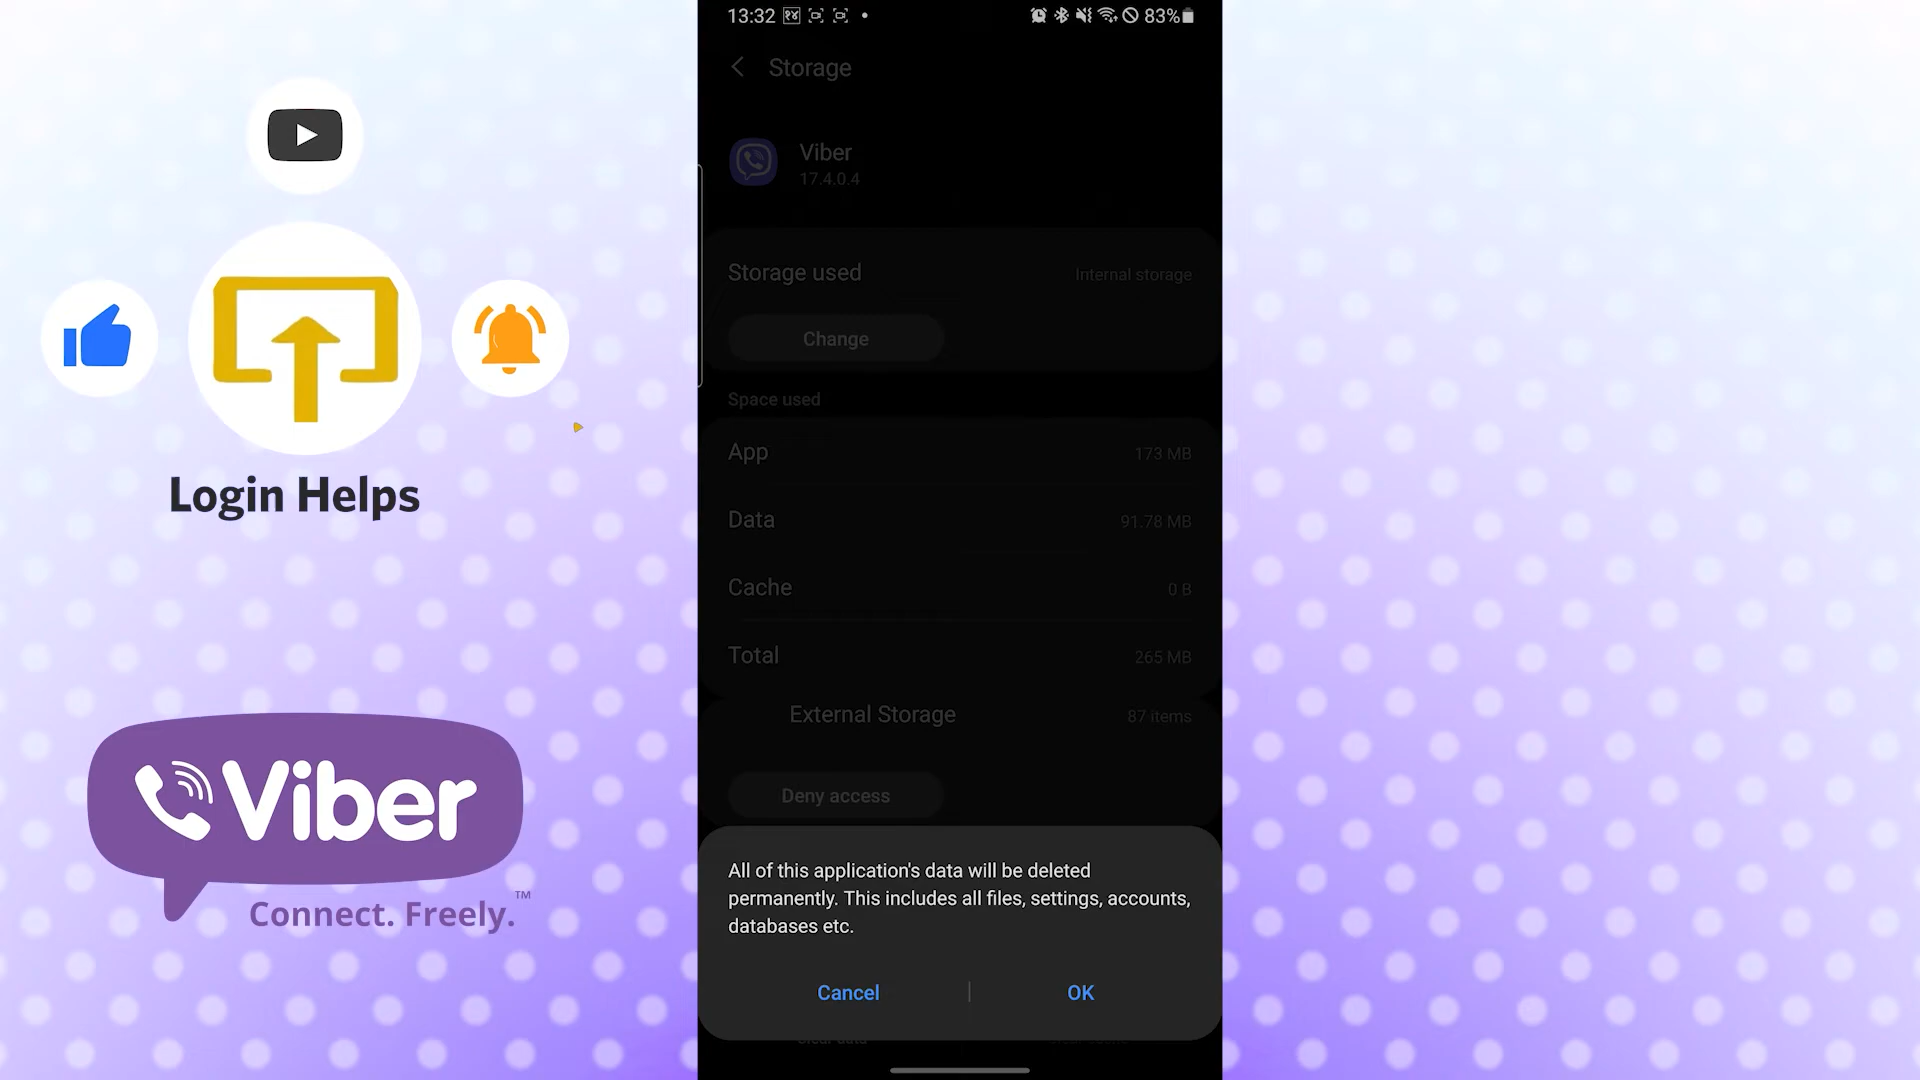 13:32
83%
Storage
Viber
17.4.0.4
Storage used
Internal storage
Change
Space used
App
173 MB
Data
91.78 MB
Cache
0 B
Total
265 MB
External Storage
87 items
Deny access
All of this application's data will be deleted
permanently. This includes all files, settings, accounts,
databases etc.
Cancel
OK
Clear data
Login Helps
Viber
Connect. Freely.™